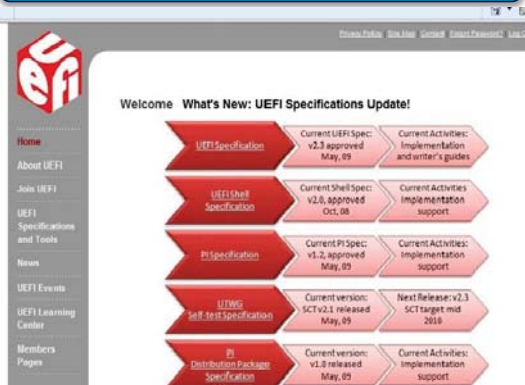 Privacy Policy | Site Map | Contact | Forgot Password? | Log
UEFI
Welcome What's New: UEFI Specifications Update!
Home
About UEFI
Join UEFI
UEFI
Specifications
and Tools
News
UEFI Events
UEFI Learning
Center
Members
Pages
UEFI Specification
Current UEFI Spec:
v2.3 approved
May, 09
Current Activities:
Implementation
and writer's guides
UEFI Shell
Specification
Current Shell Spec:
v2.0, approved
Oct, 08
Current Activities
Implementation
support
PI Specification
Current PI Spec:
v1.2, approved
May, 09
Current Activities:
Implementation
support
UTWG
Self-test Specification
Current version:
SCT v2.1 released
May, 09
Next Release: v2.3
SCT target mid
2010
PI
Distribution Package
Specification
Current version:
v1.0 released
May, 09
Current Activities:
Implementation
support